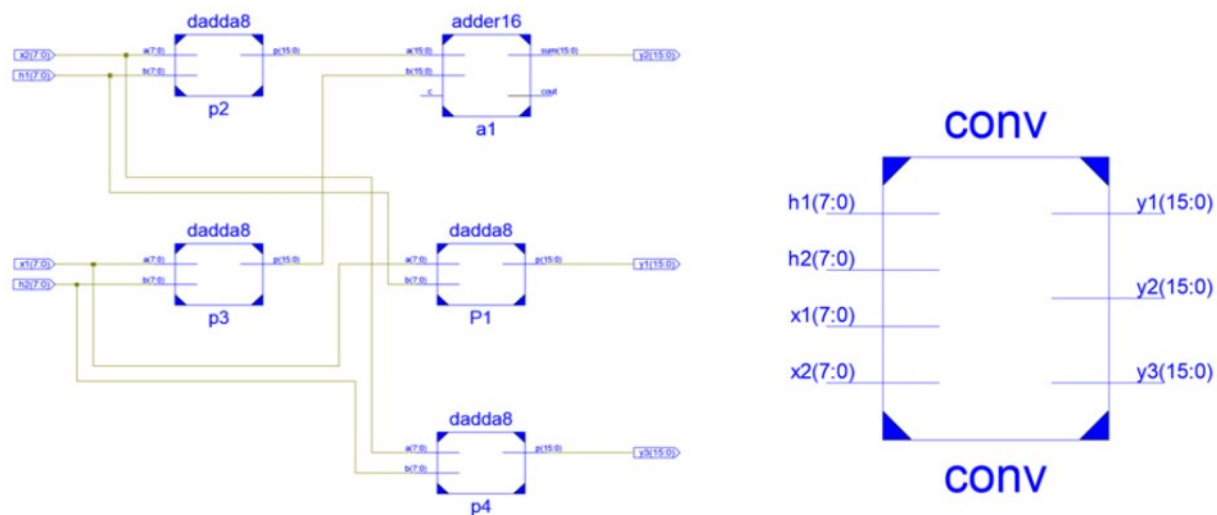 dadda8
x2(7:0)
h1(7:0)
a(7:0)
b(7:0)
p(15:0)
p2
adder16
a(15:0)
b(15:0)
c
sum(15:0)
cout
y2(15:0)
a1
dadda8
x1(7:0)
h2(7:0)
a(7:0)
b(7:0)
p(15:0)
p3
dadda8
a(7:0)
b(7:0)
p(15:0)
y1(15:0)
P1
dadda8
a(7:0)
b(7:0)
p(15:0)
y3(15:0)
p4
conv
h1(7:0)
h2(7:0)
x1(7:0)
x2(7:0)
y1(15:0)
y2(15:0)
y3(15:0)
conv